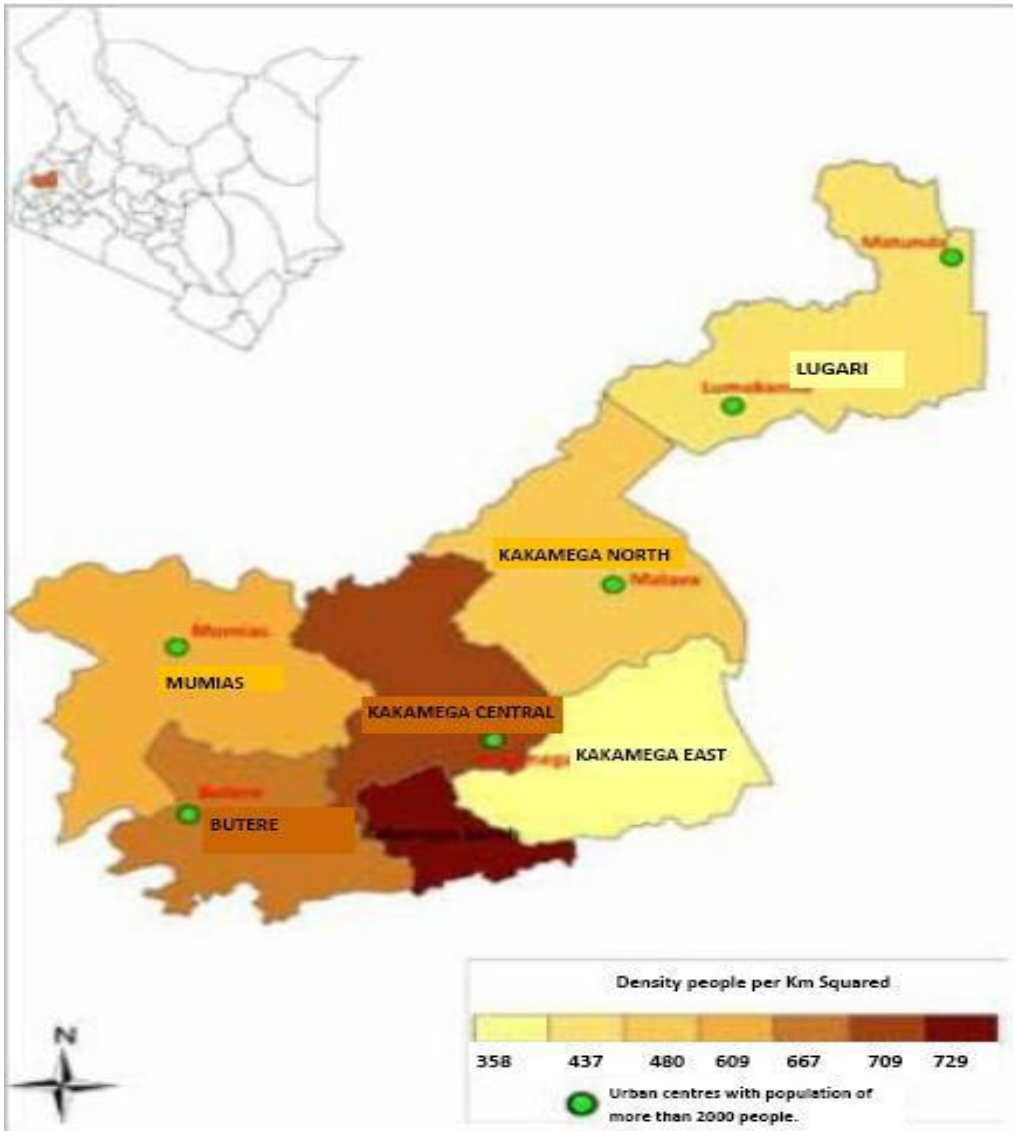 Matunda
LUGARI
KAKAMEGA NORTH
Malava
Mumias
MUMIAS
KAKAMEGA CENTRAL
KAKAMEGA EAST
Butere
BUTERE
Density people per Km Squared
358 437 480 609 667 709 729
N
Urban centres with population of
more than 2000 people.